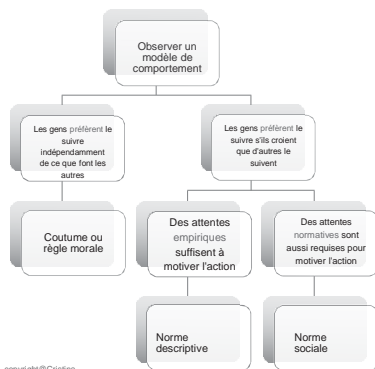 Observer un
modèle de
comportement
Les gens préfèrent le
suivre
indépendamment
de ce que font les
autres
Les gens préfèrent le
suivre s'ils croient
que d'autres le
suivent
Coutume ou
règle morale
Des attentes
empiriques
suffisent à
motiver l'action
Des attentes
normatives sont
aussi requises pour
motiver l'action
Norme
descriptive
Norme
sociale
copyright@Cristina